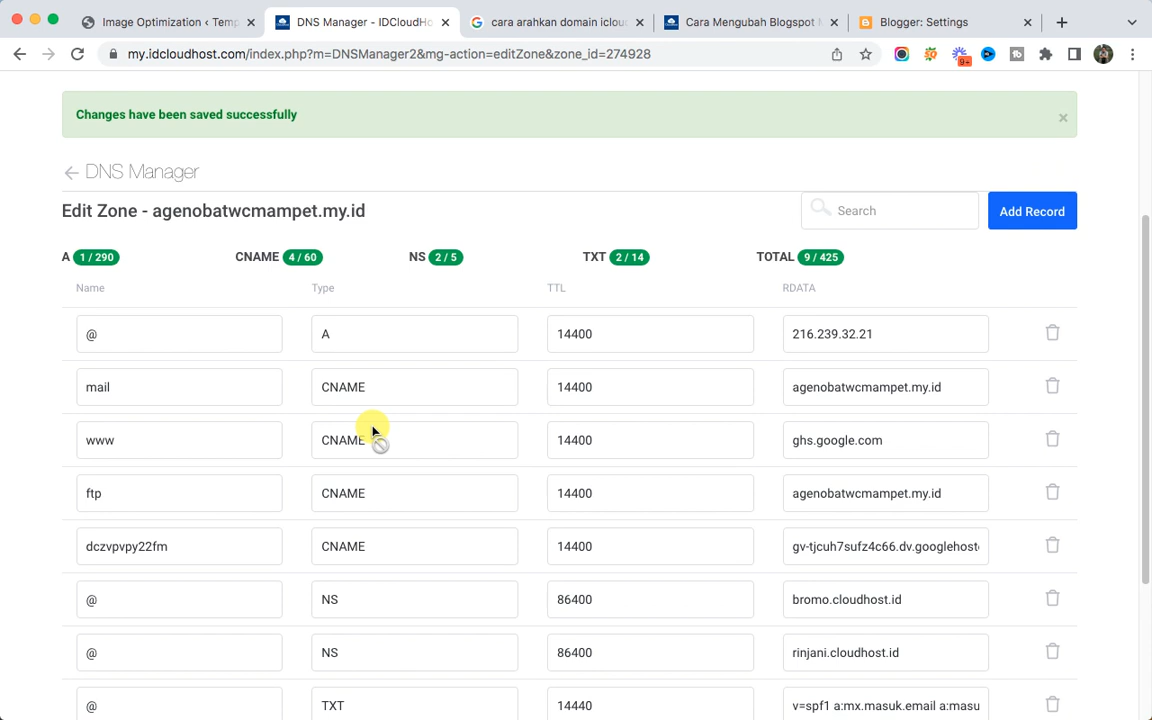 Image Optimization ‹ Temp
DNS Manager - IDCloudHo
cara arahkan domain iclou
Cara Mengubah Blogspot M
Blogger: Settings
my.idcloudhost.com/index.php?m=DNSManager2&mg-action=editZone&zone_id=274928
9+
Changes have been saved successfully
DNS Manager
Edit Zone - agenobatwcmampet.my.id
Search
Add Record
A 1 / 290 CNAME 4 / 60 NS 2 / 5 TXT 2 / 14 TOTAL 9 / 425
Name Type TTL RDATA
@ A 14400 216.239.32.21
mail CNAME 14400 agenobatwcmampet.my.id
www CNAME 14400 ghs.google.com
ftp CNAME 14400 agenobatwcmampet.my.id
dczvpvpy22fm CNAME 14400 gv-tjcuh7sufz4c66.dv.googlehost
@ NS 86400 bromo.cloudhost.id
@ NS 86400 rinjani.cloudhost.id
@ TXT 14440 v=spf1 a:mx.masuk.email a:masu